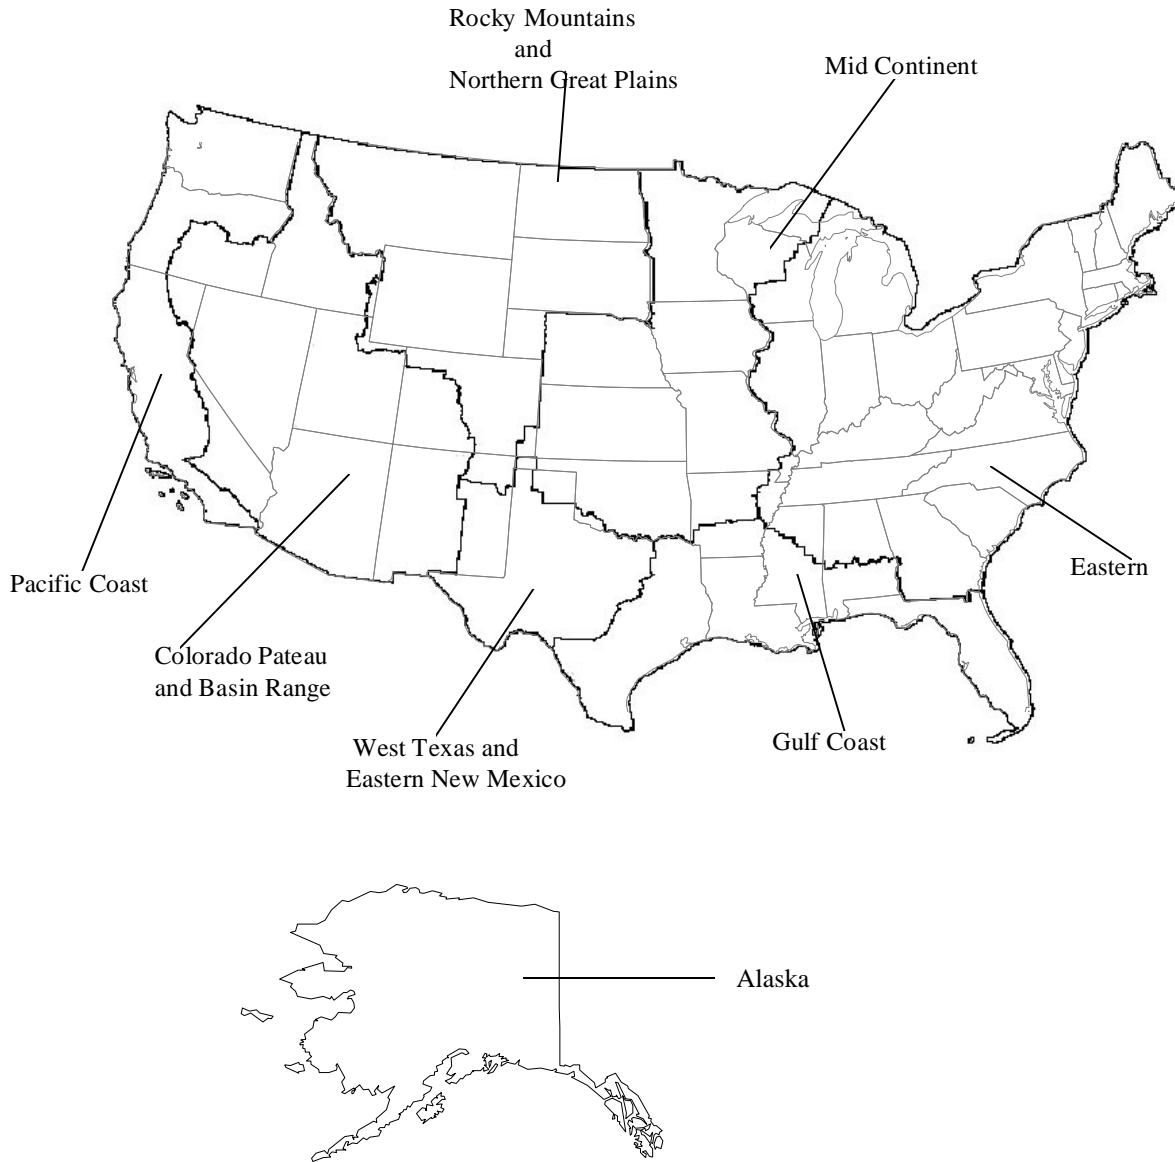 Rocky Mountains
and
Northern Great Plains
Mid Continent
Eastern
Pacific Coast
Colorado Pateau
and Basin Range
West Texas and
Eastern New Mexico
Gulf Coast
Alaska